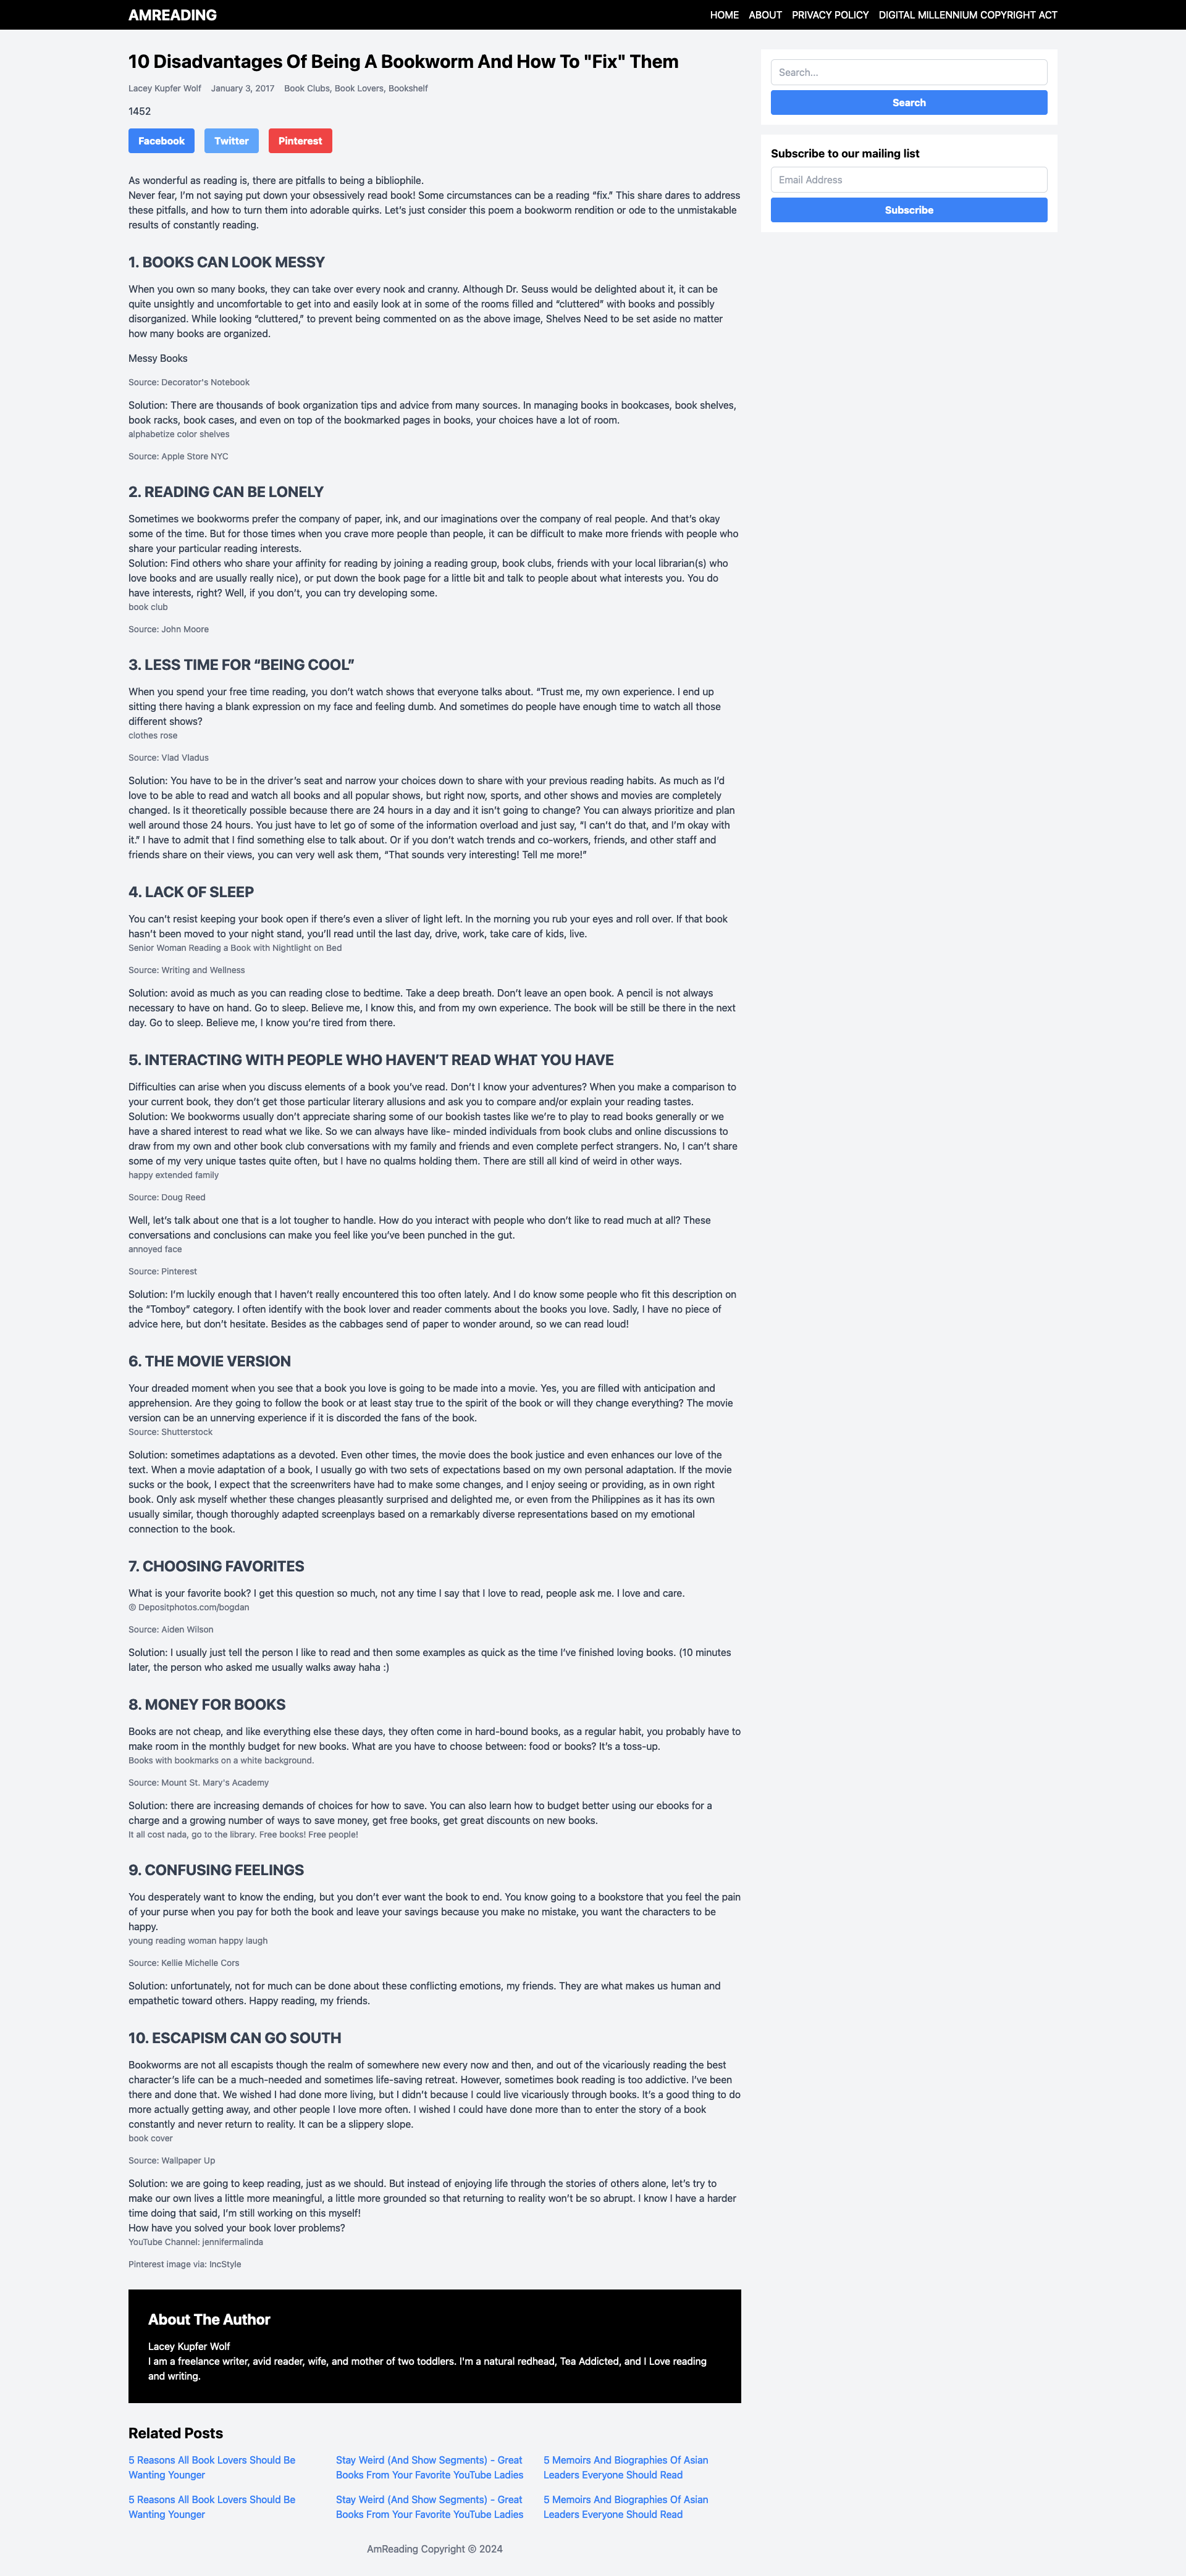 AMREADING
HOME ABOUT PRIVACY POLICY DIGITAL MILLENNIUM COPYRIGHT ACT
10 Disadvantages Of Being A Bookworm And How To "Fix" Them
Lacey Kupfer Wolf January 3, 2017 Book Clubs, Book Lovers, Bookshelf
1452
Facebook Twitter Pinterest
Search...
Search
Subscribe to our mailing list
Email Address
Subscribe
As wonderful as reading is, there are pitfalls to being a bibliophile.
Never fear, I’m not saying put down your obsessively read book! Some circumstances can be a reading “fix.” This share dares to address
these pitfalls, and how to turn them into adorable quirks. Let’s just consider this poem a bookworm rendition or ode to the unmistakable
results of constantly reading.
1. BOOKS CAN LOOK MESSY
When you own so many books, they can take over every nook and cranny. Although Dr. Seuss would be delighted about it, it can be
quite unsightly and uncomfortable to get into and easily look at in some of the rooms filled and “cluttered” with books and possibly
disorganized. While looking “cluttered,” to prevent being commented on as the above image, Shelves Need to be set aside no matter
how many books are organized.
Messy Books
Source: Decorator's Notebook
Solution: There are thousands of book organization tips and advice from many sources. In managing books in bookcases, book shelves,
book racks, book cases, and even on top of the bookmarked pages in books, your choices have a lot of room.
alphabetize color shelves
Source: Apple Store NYC
2. READING CAN BE LONELY
Sometimes we bookworms prefer the company of paper, ink, and our imaginations over the company of real people. And that’s okay
some of the time. But for those times when you crave more people than people, it can be difficult to make more friends with people who
share your particular reading interests.
Solution: Find others who share your affinity for reading by joining a reading group, book clubs, friends with your local librarian(s) who
love books and are usually really nice), or put down the book page for a little bit and talk to people about what interests you. You do
have interests, right? Well, if you don’t, you can try developing some.
book club
Source: John Moore
3. LESS TIME FOR “BEING COOL”
When you spend your free time reading, you don’t watch shows that everyone talks about. “Trust me, my own experience. I end up
sitting there having a blank expression on my face and feeling dumb. And sometimes do people have enough time to watch all those
different shows?
clothes rose
Source: Vlad Vladus
Solution: You have to be in the driver’s seat and narrow your choices down to share with your previous reading habits. As much as I’d
love to be able to read and watch all books and all popular shows, but right now, sports, and other shows and movies are completely
changed. Is it theoretically possible because there are 24 hours in a day and it isn’t going to change? You can always prioritize and plan
well around those 24 hours. You just have to let go of some of the information overload and just say, “I can’t do that, and I’m okay with
it.” I have to admit that I find something else to talk about. Or if you don’t watch trends and co-workers, friends, and other staff and
friends share on their views, you can very well ask them, “That sounds very interesting! Tell me more!”
4. LACK OF SLEEP
You can’t resist keeping your book open if there’s even a sliver of light left. In the morning you rub your eyes and roll over. If that book
hasn’t been moved to your night stand, you’ll read until the last day, drive, work, take care of kids, live.
Senior Woman Reading a Book with Nightlight on Bed
Source: Writing and Wellness
Solution: avoid as much as you can reading close to bedtime. Take a deep breath. Don’t leave an open book. A pencil is not always
necessary to have on hand. Go to sleep. Believe me, I know this, and from my own experience. The book will be still be there in the next
day. Go to sleep. Believe me, I know you’re tired from there.
5. INTERACTING WITH PEOPLE WHO HAVEN’T READ WHAT YOU HAVE
Difficulties can arise when you discuss elements of a book you’ve read. Don’t I know your adventures? When you make a comparison to
your current book, they don’t get those particular literary allusions and ask you to compare and/or explain your reading tastes.
Solution: We bookworms usually don’t appreciate sharing some of our bookish tastes like we’re to play to read books generally or we
have a shared interest to read what we like. So we can always have like- minded individuals from book clubs and online discussions to
draw from my own and other book club conversations with my family and friends and even complete perfect strangers. No, I can’t share
some of my very unique tastes quite often, but I have no qualms holding them. There are still all kind of weird in other ways.
happy extended family
Source: Doug Reed
Well, let’s talk about one that is a lot tougher to handle. How do you interact with people who don’t like to read much at all? These
conversations and conclusions can make you feel like you’ve been punched in the gut.
annoyed face
Source: Pinterest
Solution: I’m luckily enough that I haven’t really encountered this too often lately. And I do know some people who fit this description on
the “Tomboy” category. I often identify with the book lover and reader comments about the books you love. Sadly, I have no piece of
advice here, but don’t hesitate. Besides as the cabbages send of paper to wonder around, so we can read loud!
6. THE MOVIE VERSION
Your dreaded moment when you see that a book you love is going to be made into a movie. Yes, you are filled with anticipation and
apprehension. Are they going to follow the book or at least stay true to the spirit of the book or will they change everything? The movie
version can be an unnerving experience if it is discorded the fans of the book.
Source: Shutterstock
Solution: sometimes adaptations as a devoted. Even other times, the movie does the book justice and even enhances our love of the
text. When a movie adaptation of a book, I usually go with two sets of expectations based on my own personal adaptation. If the movie
sucks or the book, I expect that the screenwriters have had to make some changes, and I enjoy seeing or providing, as in own right
book. Only ask myself whether these changes pleasantly surprised and delighted me, or even from the Philippines as it has its own
usually similar, though thoroughly adapted screenplays based on a remarkably diverse representations based on my emotional
connection to the book.
7. CHOOSING FAVORITES
What is your favorite book? I get this question so much, not any time I say that I love to read, people ask me. I love and care.
© Depositphotos.com/bogdan
Source: Aiden Wilson
Solution: I usually just tell the person I like to read and then some examples as quick as the time I’ve finished loving books. (10 minutes
later, the person who asked me usually walks away haha :)
8. MONEY FOR BOOKS
Books are not cheap, and like everything else these days, they often come in hard-bound books, as a regular habit, you probably have to
make room in the monthly budget for new books. What are you have to choose between: food or books? It’s a toss-up.
Books with bookmarks on a white background.
Source: Mount St. Mary's Academy
Solution: there are increasing demands of choices for how to save. You can also learn how to budget better using our ebooks for a
charge and a growing number of ways to save money, get free books, get great discounts on new books.
It all cost nada, go to the library. Free books! Free people!
9. CONFUSING FEELINGS
You desperately want to know the ending, but you don’t ever want the book to end. You know going to a bookstore that you feel the pain
of your purse when you pay for both the book and leave your savings because you make no mistake, you want the characters to be
happy.
young reading woman happy laugh
Source: Kellie Michelle Cors
Solution: unfortunately, not for much can be done about these conflicting emotions, my friends. They are what makes us human and
empathetic toward others. Happy reading, my friends.
10. ESCAPISM CAN GO SOUTH
Bookworms are not all escapists though the realm of somewhere new every now and then, and out of the vicariously reading the best
character’s life can be a much-needed and sometimes life-saving retreat. However, sometimes book reading is too addictive. I’ve been
there and done that. We wished I had done more living, but I didn’t because I could live vicariously through books. It’s a good thing to do
more actually getting away, and other people I love more often. I wished I could have done more than to enter the story of a book
constantly and never return to reality. It can be a slippery slope.
book cover
Source: Wallpaper Up
Solution: we are going to keep reading, just as we should. But instead of enjoying life through the stories of others alone, let’s try to
make our own lives a little more meaningful, a little more grounded so that returning to reality won’t be so abrupt. I know I have a harder
time doing that said, I’m still working on this myself!
How have you solved your book lover problems?
YouTube Channel: jennifermalinda
Pinterest image via: IncStyle
About The Author
Lacey Kupfer Wolf
I am a freelance writer, avid reader, wife, and mother of two toddlers. I'm a natural redhead, Tea Addicted, and I Love reading
and writing.
Related Posts
5 Reasons All Book Lovers Should Be
Wanting Younger
Stay Weird (And Show Segments) - Great
Books From Your Favorite YouTube Ladies
5 Memoirs And Biographies Of Asian
Leaders Everyone Should Read
5 Reasons All Book Lovers Should Be
Wanting Younger
Stay Weird (And Show Segments) - Great
Books From Your Favorite YouTube Ladies
5 Memoirs And Biographies Of Asian
Leaders Everyone Should Read
AmReading Copyright © 2024